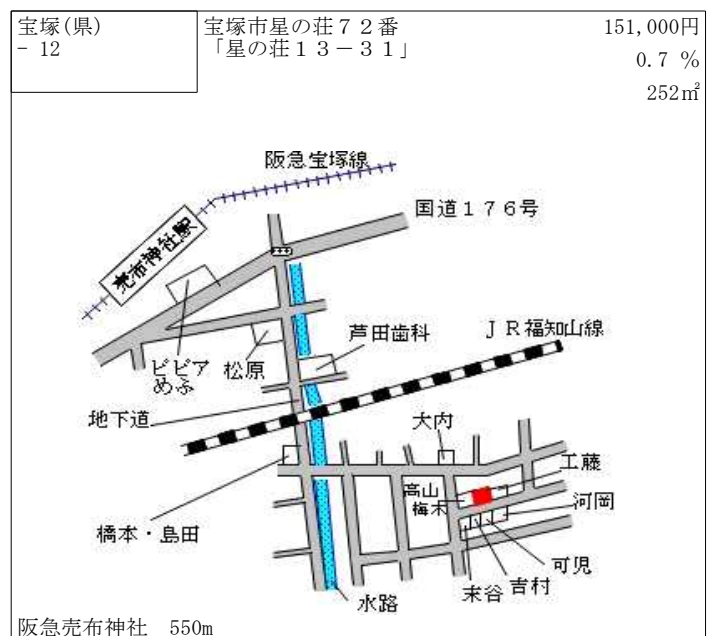 宝塚(県)
- 12
宝塚市星の荘７２番
「星の荘１３－３１」
151,000円
0.7 %
252㎡
阪急宝塚線
国道１７６号
売布神社駅
ＪＲ福知山線
芦田歯科
ビビア
めふ
松原
地下道
大内
工藤
高山
梅木
河岡
橋本・島田
可児
吉村
末谷
水路
阪急売布神社 550m